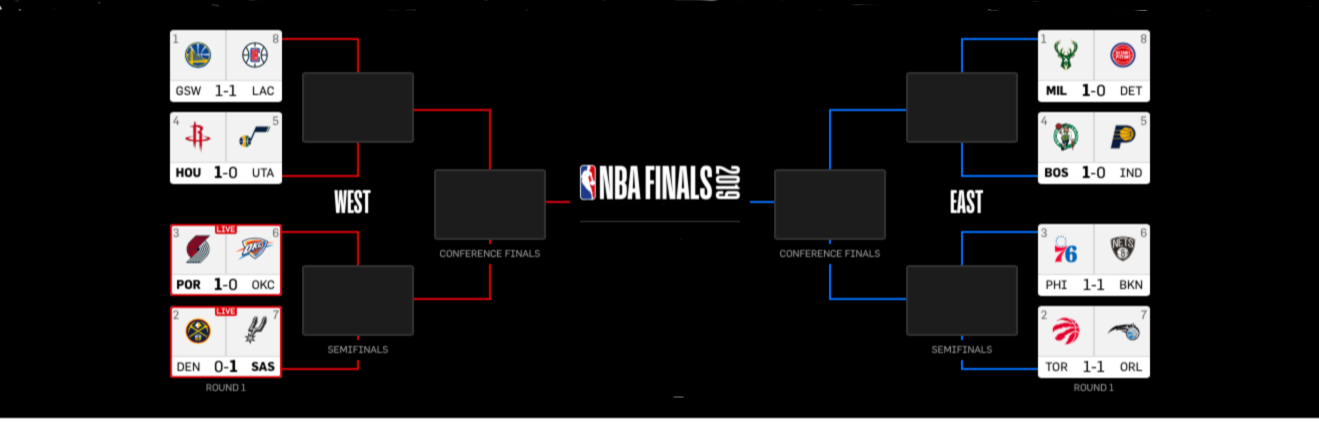 1 8
GSW 1-1 LAC
4 5
HOU 1-0 UTA
WEST
LIVE
3 6
POR 1-0 OKC
LIVE
2 7
DEN 0-1 SAS
ROUND 1
SEMIFINALS
CONFERENCE FINALS
NBA FINALS 2019
CONFERENCE FINALS
EAST
SEMIFINALS
1 8
MIL 1-0 DET
4 5
BOS 1-0 IND
3 6
76
NETS
B
PHI 1-1 BKN
2 7
TOR 1-1 ORL
ROUND 1
OKC